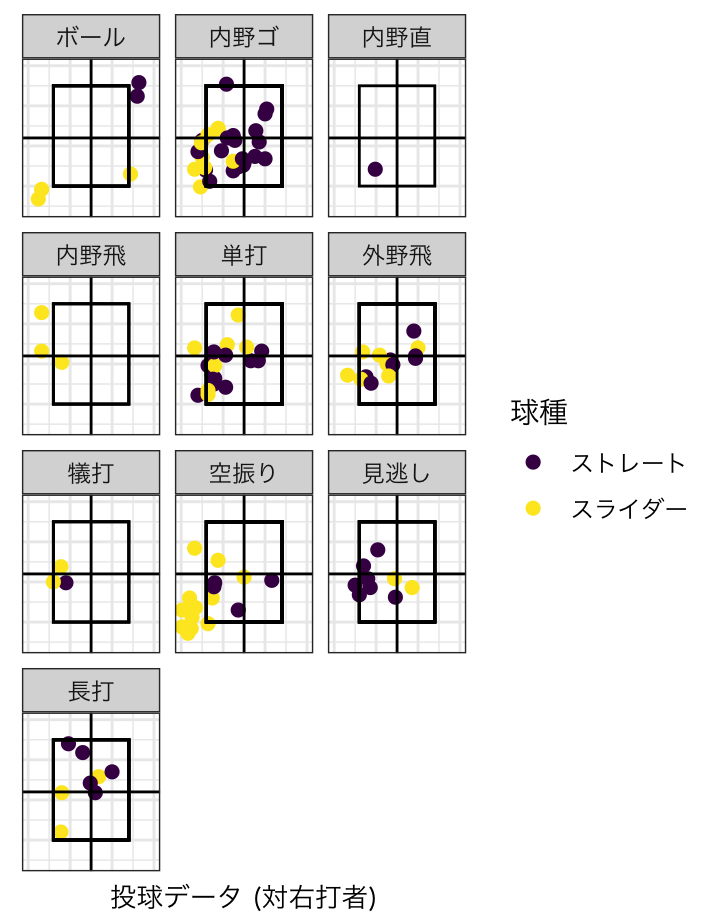 ボール
内野ゴ
内野直
内野飛
単打
外野飛
犠打
空振り
見逃し
長打
球種
ストレート
スライダー
投球データ (対右打者)